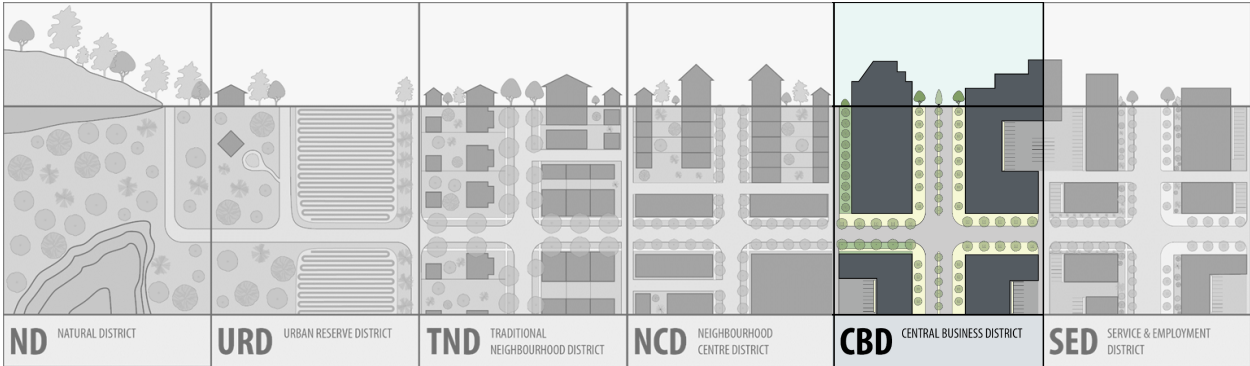 ND NATURAL DISTRICT
URD URBAN RESERVE DISTRICT
TND TRADITIONAL
NEIGHBOURHOOD DISTRICT
NCD NEIGHBOURHOOD
CENTRE DISTRICT
CBD CENTRAL BUSINESS DISTRICT
SED SERVICE & EMPLOYMENT
DISTRICT